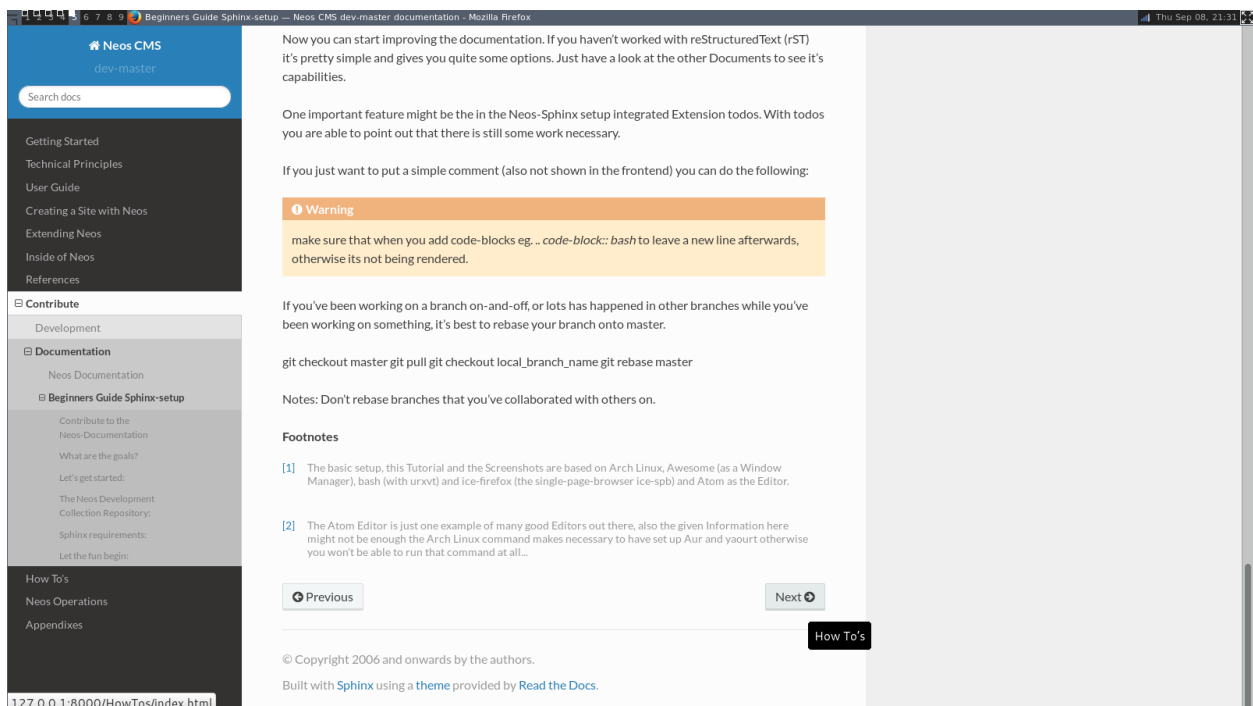 1 2 3 4 5 6 7 8 9 Beginners Guide Sphinx-setup — Neos CMS dev-master documentation - Mozilla Firefox
Thu Sep 08, 21:31
Neos CMS
dev-master
Search docs
Getting Started
Technical Principles
User Guide
Creating a Site with Neos
Extending Neos
Inside of Neos
References
Contribute
Development
Documentation
Neos Documentation
Beginners Guide Sphinx-setup
Contribute to the
Neos-Documentation
What are the goals?
Let's get started:
The Neos Development
Collection Repository:
Sphinx requirements:
Let the fun begin:
How To's
Neos Operations
Appendixes
127.0.0.1:8000/HowTos/index.html
Now you can start improving the documentation. If you haven't worked with reStructuredText (rST)
it's pretty simple and gives you quite some options. Just have a look at the other Documents to see it's
capabilities.
One important feature might be the in the Neos-Sphinx setup integrated Extension todos. With todos
you are able to point out that there is still some work necessary.
If you just want to put a simple comment (also not shown in the frontend) you can do the following:
Warning
make sure that when you add code-blocks eg. .. code-block:: bash to leave a new line afterwards,
otherwise its not being rendered.
If you've been working on a branch on-and-off, or lots has happened in other branches while you've
been working on something, it's best to rebase your branch onto master.
git checkout master git pull git checkout local_branch_name git rebase master
Notes: Don't rebase branches that you've collaborated with others on.
Footnotes
[1] The basic setup, this Tutorial and the Screenshots are based on Arch Linux, Awesome (as a Window
Manager), bash (with urxvt) and ice-firefox (the single-page-browser ice-spb) and Atom as the Editor.
[2] The Atom Editor is just one example of many good Editors out there, also the given Information here
might not be enough the Arch Linux command makes necessary to have set up Aur and yaourt otherwise
you won't be able to run that command at all...
Previous
Next
How To's
© Copyright 2006 and onwards by the authors.
Built with Sphinx using a theme provided by Read the Docs.